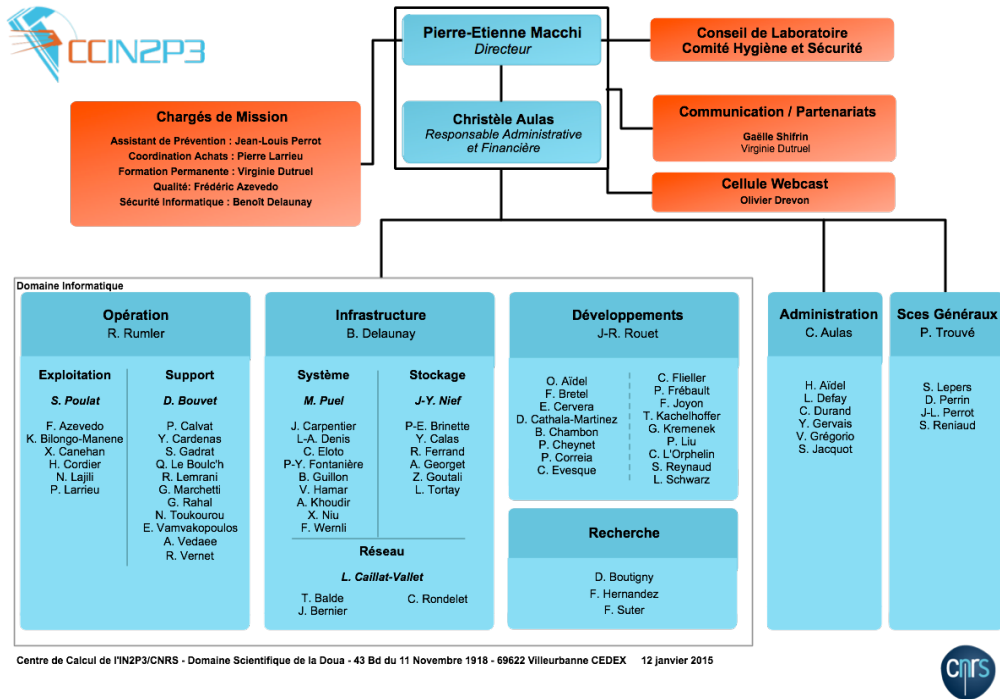 CCIN2P3
Pierre-Etienne Macchi
Directeur
Conseil de Laboratoire
Comité Hygiène et Sécurité
Chargés de Mission
Assistant de Prévention : Jean-Louis Perrot
Coordination Achats : Pierre Larrieu
Formation Permanente : Virginie Dutruel
Qualité: Frédéric Azevedo
Sécurité Informatique : Benoît Delaunay
Christèle Aulas
Responsable Administrative
et Financière
Communication / Partenariats
Gaëlle Shifrin
Virginie Dutruel
Cellule Webcast
Olivier Drevon
Domaine Informatique
Opération
R. Rumler
Exploitation
S. Poulat
F. Azevedo
K. Bilongo-Manene
X. Canehan
H. Cordier
N. Lajili
P. Larrieu
Support
D. Bouvet
P. Calvat
Y. Cardenas
S. Gadrat
Q. Le Boulc'h
R. Lemrani
G. Marchetti
G. Rahal
N. Toukourou
E. Vamvakopoulos
A. Vedaee
R. Vernet
Infrastructure
B. Delaunay
Système
M. Puel
J. Carpentier
L-A. Denis
C. Eloto
P-Y. Fontanière
B. Guillon
V. Hamar
A. Khoudir
X. Niu
F. Wernli
Stockage
J-Y. Nief
P-E. Brinette
Y. Calas
R. Ferrand
A. Georget
Z. Goutali
L. Tortay
Réseau
L. Caillat-Vallet
T. Balde
J. Bernier
C. Rondelet
Développements
J-R. Rouet
O. Aïdel
F. Bretel
E. Cervera
D. Cathala-Martinez
B. Chambon
P. Cheynet
P. Correia
C. Evesque
C. Flieller
P. Frébault
F. Joyon
T. Kachelhoffer
G. Kremenek
P. Liu
C. L'Orphelin
S. Reynaud
L. Schwarz
Recherche
D. Boutigny
F. Hernandez
F. Suter
Administration
C. Aulas
H. Aïdel
L. Defay
C. Durand
Y. Gervais
V. Grégorio
S. Jacquot
Sces Généraux
P. Trouvé
S. Lepers
D. Perrin
J-L. Perrot
S. Reniaud
Centre de Calcul de l'IN2P3/CNRS - Domaine Scientifique de la Doua - 43 Bd du 11 Novembre 1918 - 69622 Villeurbanne CEDEX 12 janvier 2015
cnrs